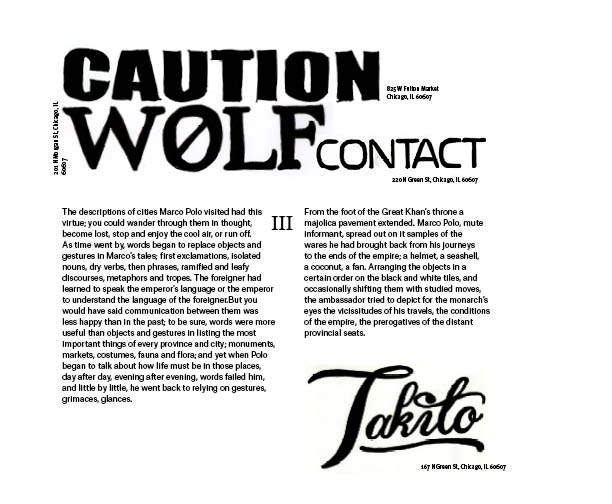 CAUTION
825 W Fulton Market
Chicago, IL 60607
201 N Morgan St, Chicago, IL
60607
WØLF
CONTACT
220 N Green St, Chicago, IL 60607
The descriptions of cities Marco Polo visited had this
virtue; you could wander through them in thought,
become lost, stop and enjoy the cool air, or run off.
As time went by, words began to replace objects and
gestures in Marco's tales; first exclamations, isolated
nouns, dry verbs, then phrases, ramified and leafy
discourses, metaphors and tropes. The foreigner had
learned to speak the emperor's language or the emperor
to understand the language of the foreigner.But you
would have said communication between them was
less happy than in the past; to be sure, words were more
useful than objects and gestures in listing the most
important things of every province and city; monuments,
markets, costumes, fauna and flora; and yet when Polo
began to talk about how life must be in those places,
day after day, evening after evening, words failed him,
and little by little, he went back to relying on gestures,
grimaces, glances.
III
From the foot of the Great Khan's throne a
majolica pavement extended. Marco Polo, mute
informant, spread out on it samples of the
wares he had brought back from his journeys
to the ends of the empire; a helmet, a seashell,
a coconut, a fan. Arranging the objects in a
certain order on the black and white tiles, and
occasionally shifting them with studied moves,
the ambassador tried to depict for the monarch's
eyes the vicissitudes of his travels, the conditions
of the empire, the prerogatives of the distant
provincial seats.
Takito
167 N Green St, Chicago, IL 60607